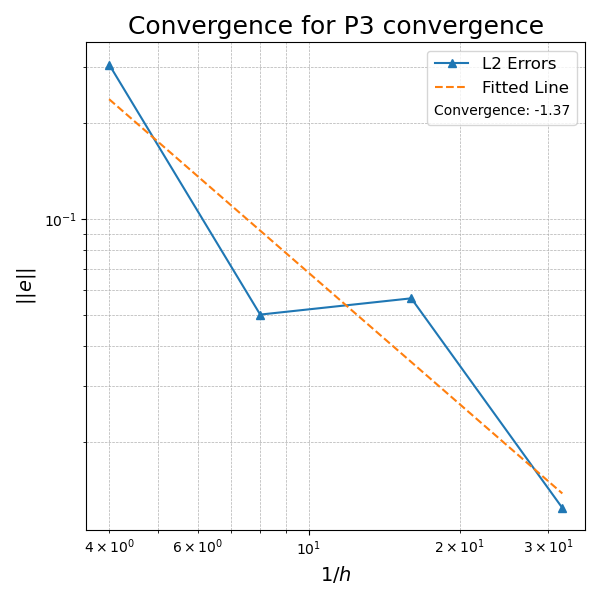 Convergence for P3 convergence
L2 Errors
Fitted Line
Convergence: -1.37
||e||
10⁻¹
4 × 10⁰
6 × 10⁰
10¹
2 × 10¹
3 × 10¹
1/h